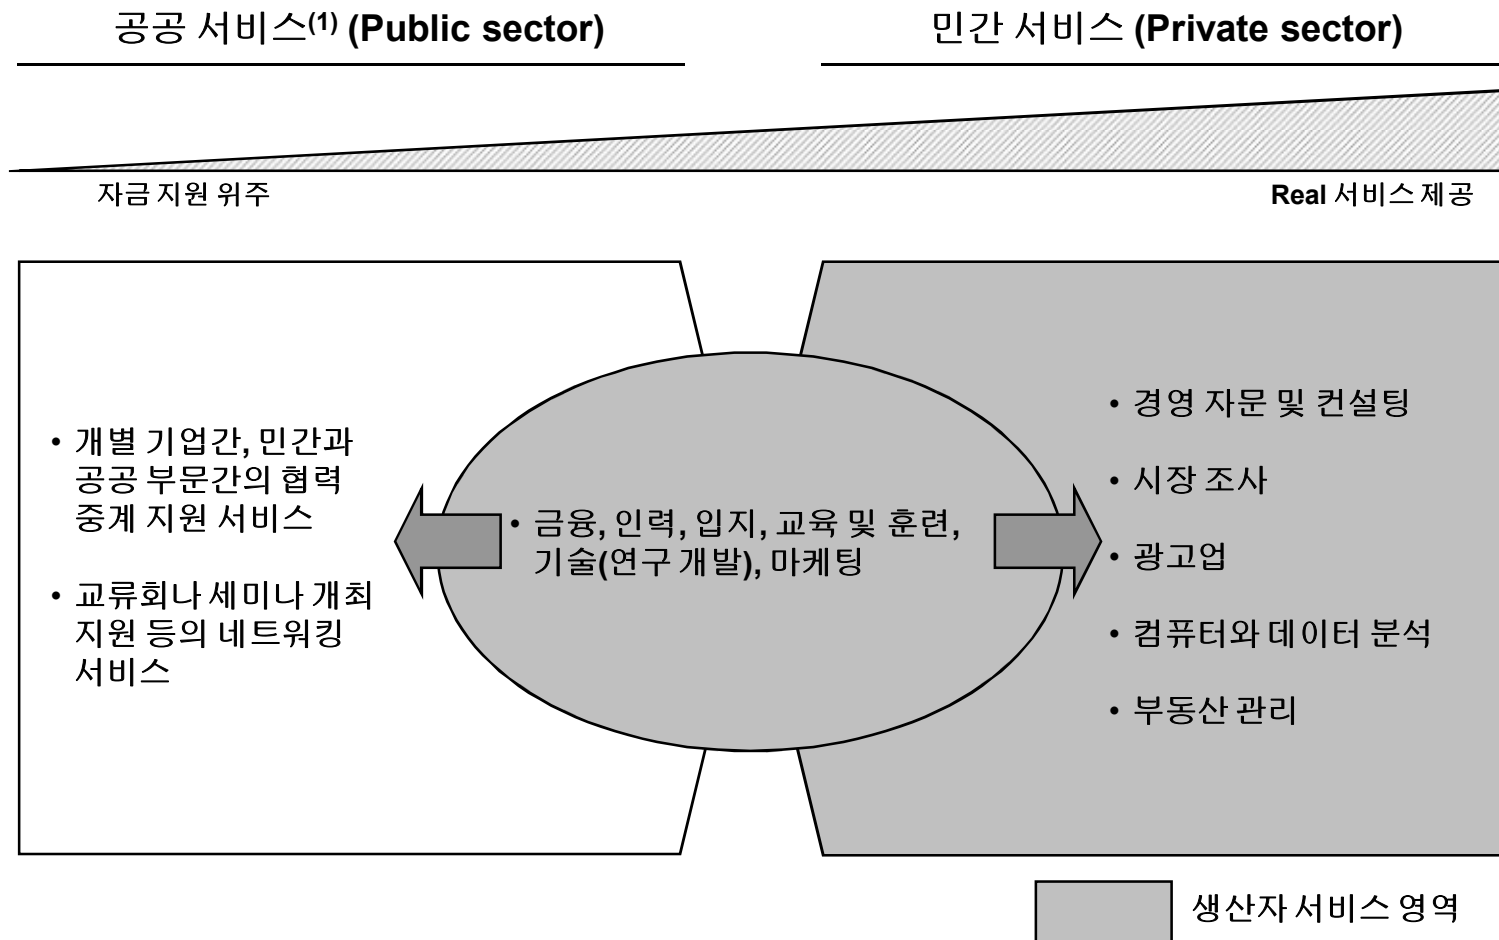 공공 서비스(1) (Public sector)
민간 서비스 (Private sector)
자금 지원 위주
Real 서비스 제공
• 개별 기업간, 민간과
공공 부문간의 협력
중계 지원 서비스
• 교류회나 세미나 개최
지원 등의 네트워킹
서비스
• 금융, 인력, 입지, 교육 및 훈련,
기술(연구 개발), 마케팅
• 경영 자문 및 컨설팅
• 시장 조사
• 광고업
• 컴퓨터와 데이터 분석
• 부동산 관리
생산자 서비스 영역